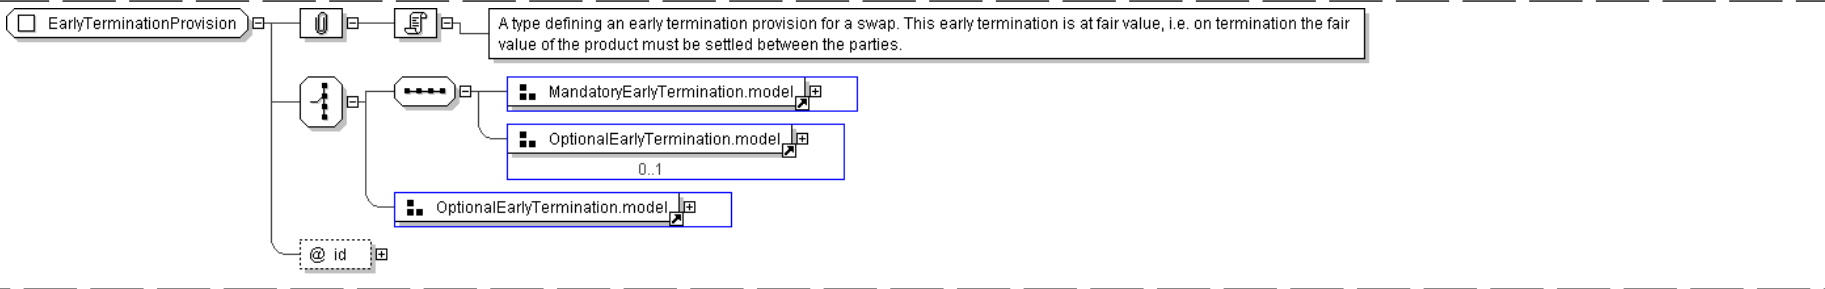 EarlyTerminationProvision
A type defining an early termination provision for a swap. This early termination is at fair value, i.e. on termination the fair
value of the product must be settled between the parties.
MandatoryEarlyTermination.model
OptionalEarlyTermination.model
0..1
OptionalEarlyTermination.model
@ id